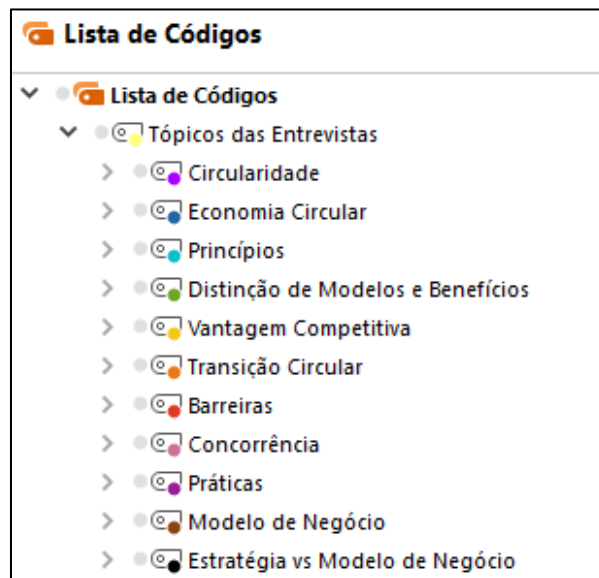 Lista de Códigos
Lista de Códigos
Tópicos das Entrevistas
Circularidade
Economia Circular
Princípios
Distinção de Modelos e Benefícios
Vantagem Competitiva
Transição Circular
Barreiras
Concorrência
Práticas
Modelo de Negócio
Estratégia vs Modelo de Negócio